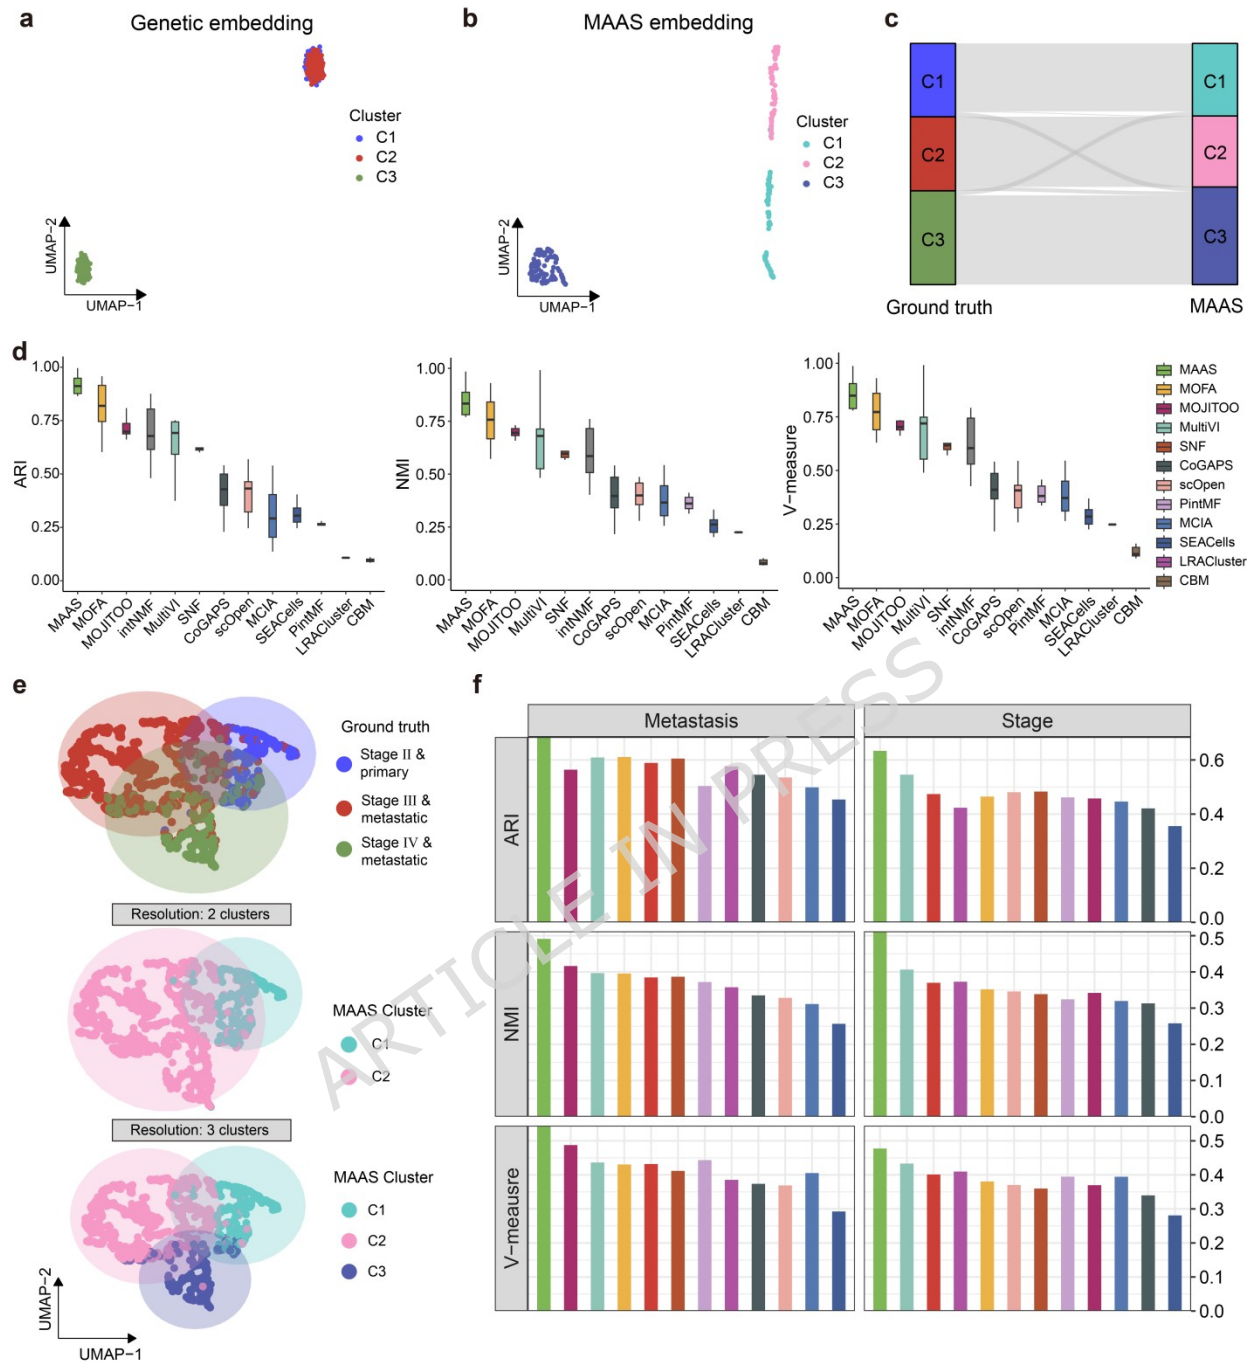 a
Genetic embedding
Cluster
C1
C2
C3
UMAP-2
UMAP-1
b
MAAS embedding
Cluster
C1
C2
C3
UMAP-2
UMAP-1
c
C1
C2
C3
C1
C2
C3
Ground truth
MAAS
d
ARI
1.00
0.75
0.50
0.25
0.00
MAAS
MOFA
MOJITOO
intNMF
MultiVI
SNF
CoGAPS
scOpen
MCIA
SEACells
PintMF
LRACluster
CBM
NMI
1.00
0.75
0.50
0.25
0.00
MAAS
MOFA
MOJITOO
MultiVI
SNF
intNMF
CoGAPS
scOpen
MCIA
PintMF
SEACells
LRACluster
CBM
V-measure
1.00
0.75
0.50
0.25
0.00
MAAS
MOFA
MOJITOO
MultiVI
SNF
intNMF
CoGAPS
scOpen
PintMF
MCIA
SEACells
LRACluster
CBM
MAAS
MOFA
MOJITOO
MultiVI
SNF
CoGAPS
scOpen
PintMF
MCIA
SEACells
LRACluster
CBM
e
Ground truth
Stage II &
primary
Stage III &
metastatic
Stage IV &
metastatic
Resolution: 2 clusters
MAAS Cluster
C1
C2
Resolution: 3 clusters
MAAS Cluster
C1
C2
C3
UMAP-2
UMAP-1
f
Metastasis
Stage
ARI
0.6
0.4
0.2
0.0
NMI
0.5
0.4
0.3
0.2
0.1
0.0
V-meausre
0.5
0.4
0.3
0.2
0.1
0.0
ARTICLE IN PRESS